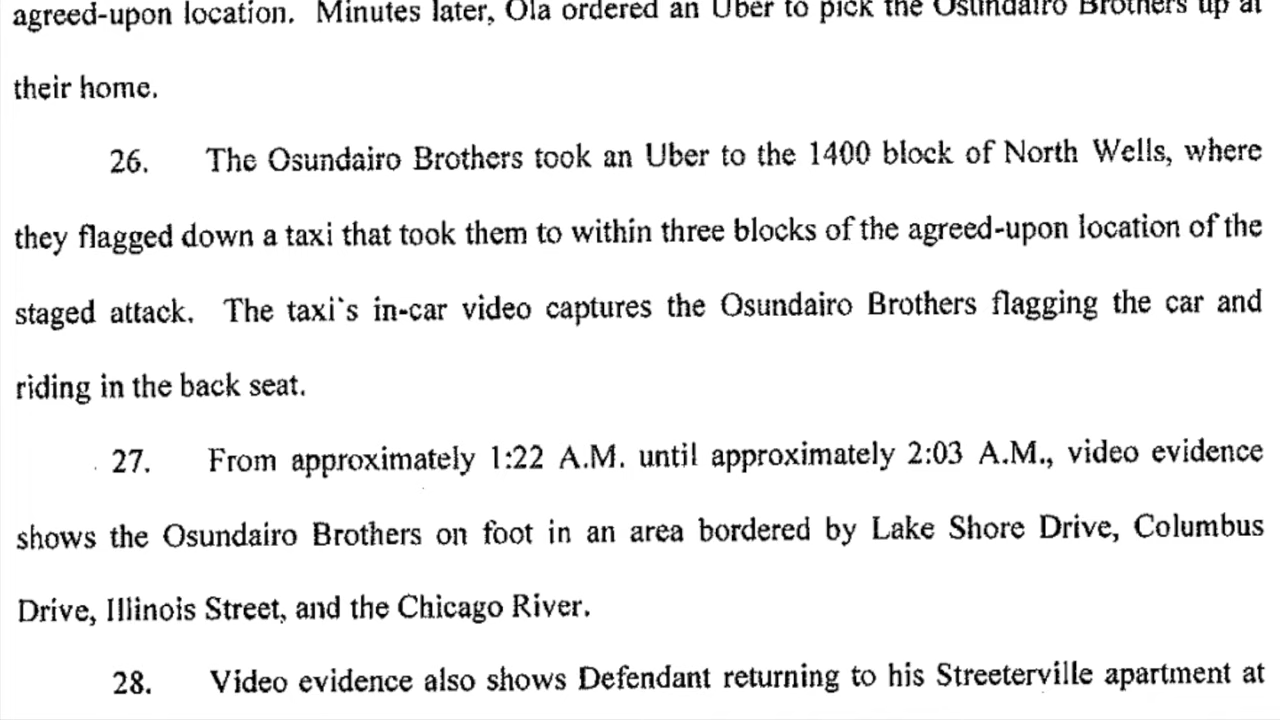 agreed-upon location. Minutes later, Ola ordered an Uber to pick the Osundairo Brothers up at
their home.
26. The Osundairo Brothers took an Uber to the 1400 block of North Wells, where
they flagged down a taxi that took them to within three blocks of the agreed-upon location of the
staged attack. The taxi's in-car video captures the Osundairo Brothers flagging the car and
riding in the back seat.
27. From approximately 1:22 A.M. until approximately 2:03 A.M., video evidence
shows the Osundairo Brothers on foot in an area bordered by Lake Shore Drive, Columbus
Drive, Illinois Street, and the Chicago River.
28. Video evidence also shows Defendant returning to his Streeterville apartment at